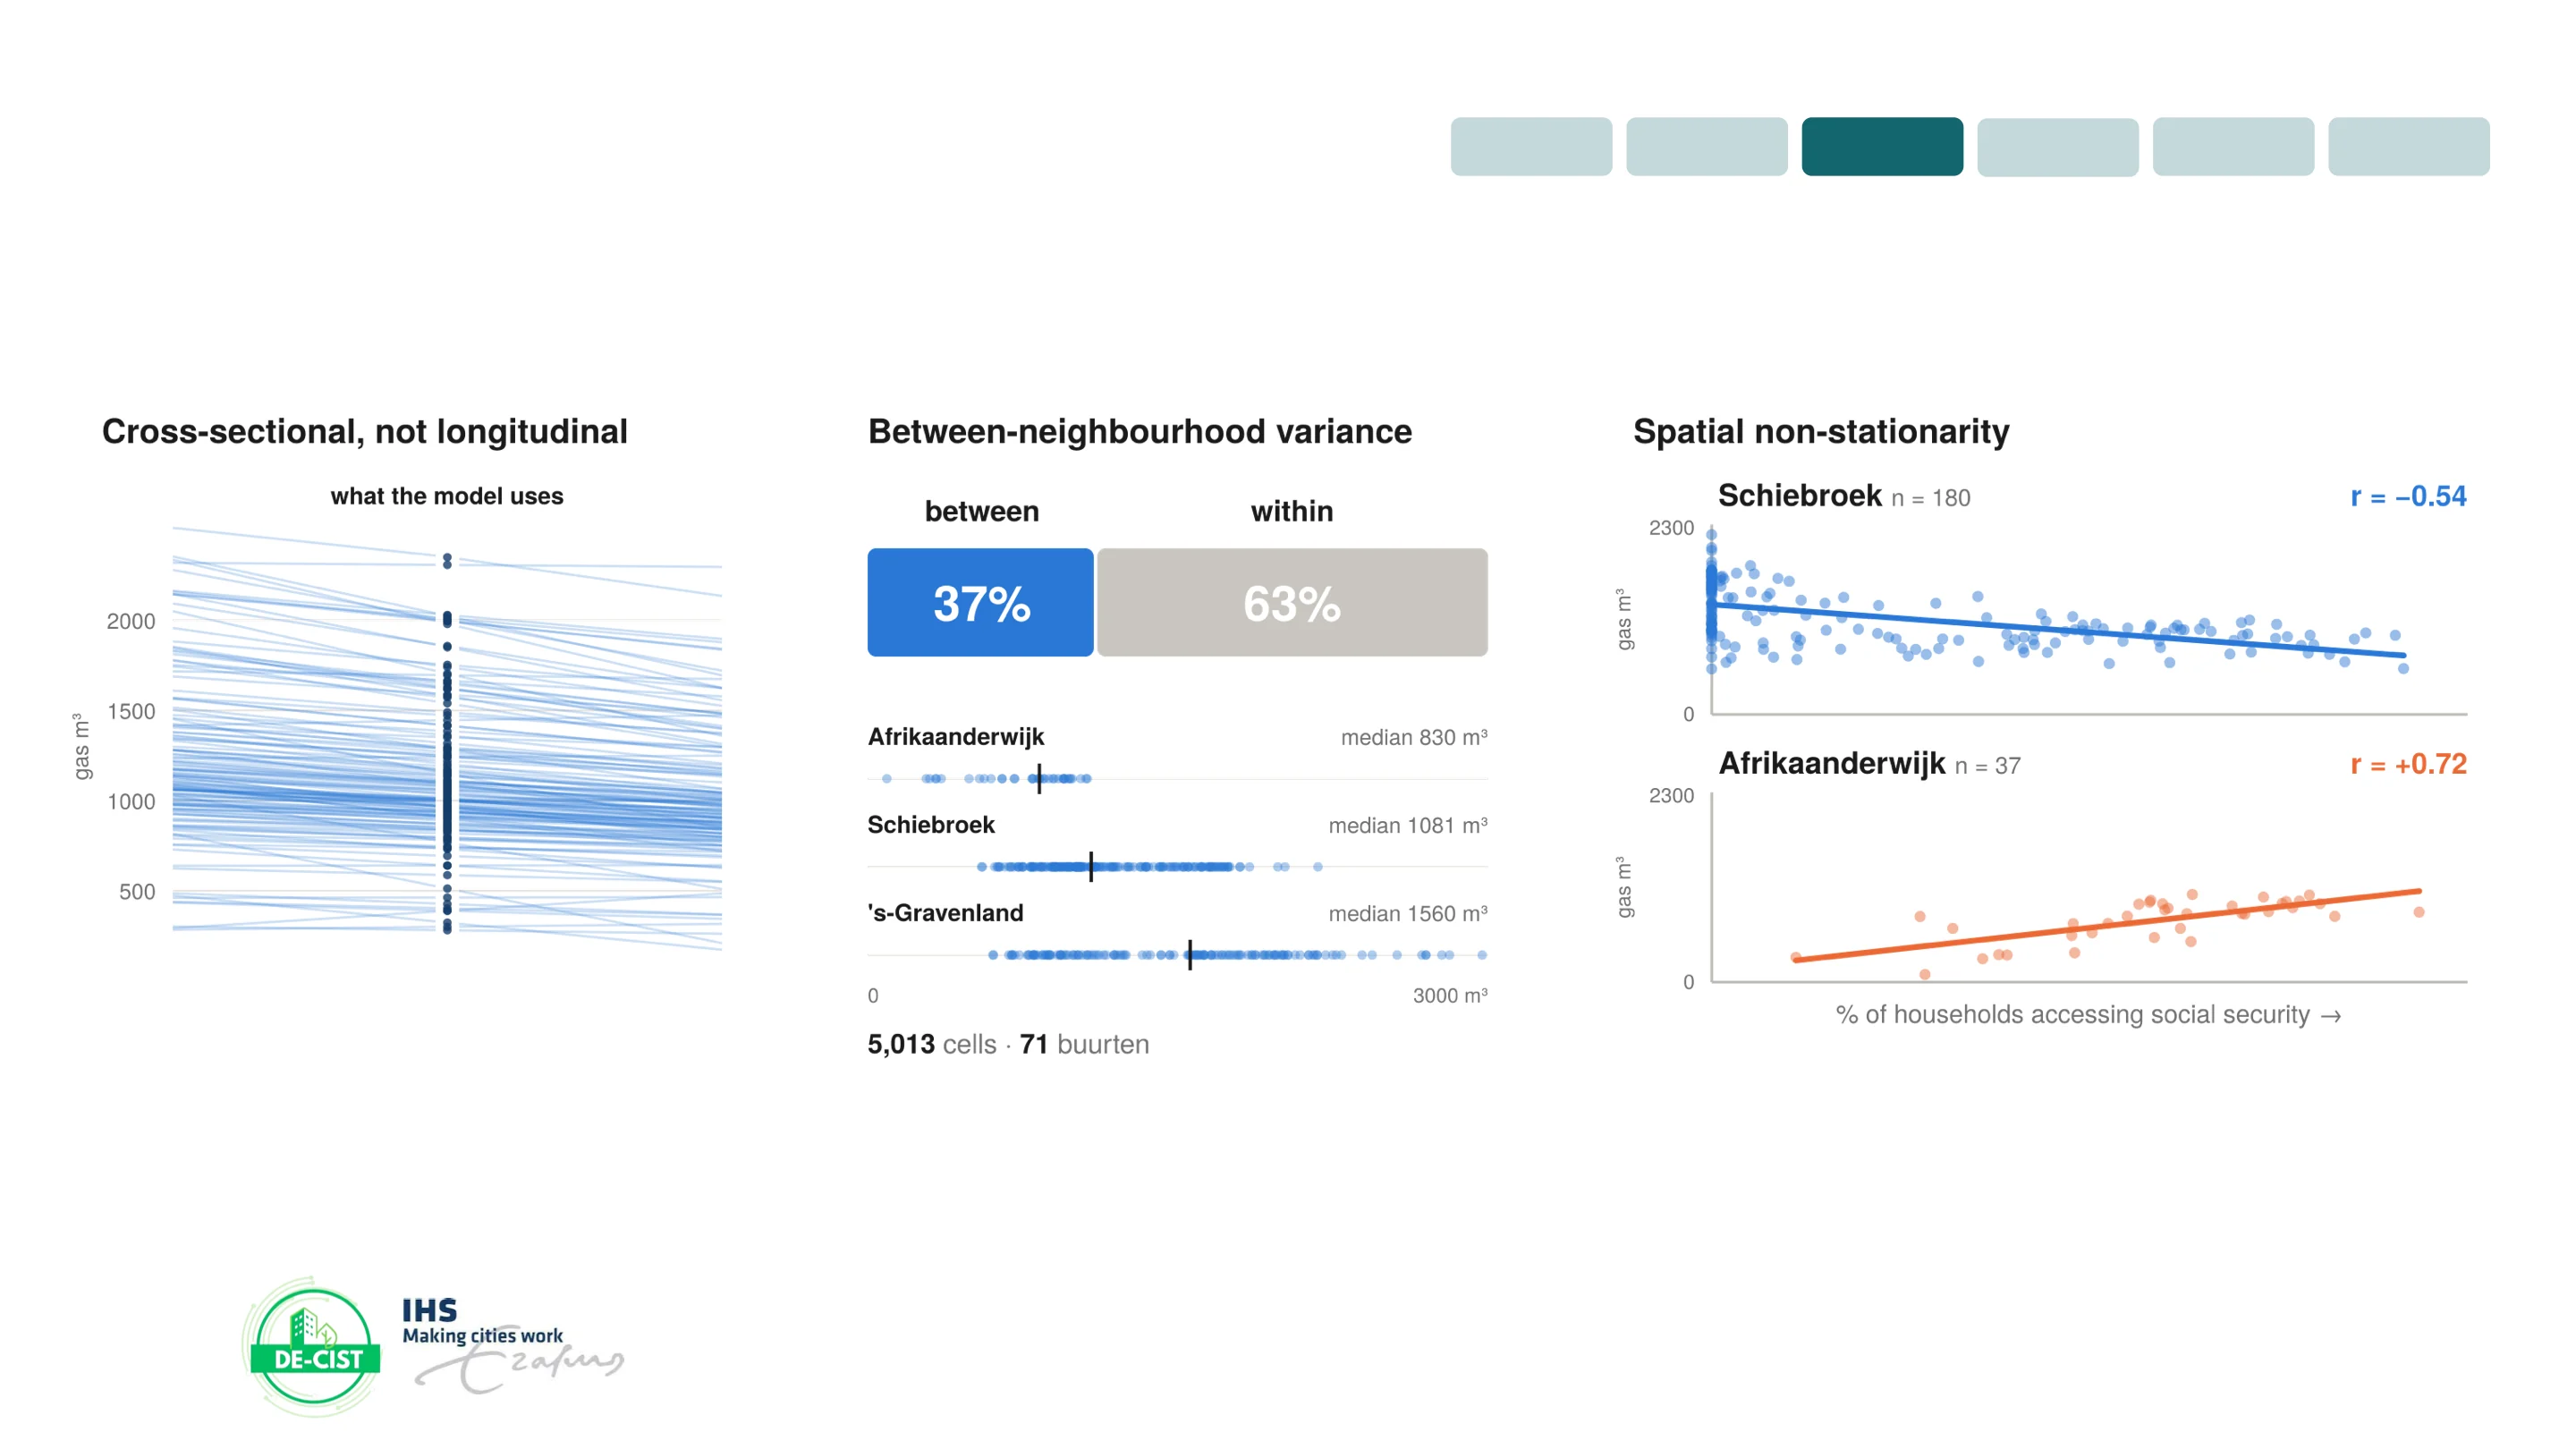 Cross-sectional, not longitudinal
what the model uses
gas m³
2000
1500
1000
500
Between-neighbourhood variance
between within
37% 63%
Afrikaanderwijk median 830 m³
Schiebroek median 1081 m³
's-Gravenland median 1560 m³
0 3000 m³
5,013 cells · 71 buurten
Spatial non-stationarity
Schiebroek n = 180 r = −0.54
2300
gas m³
0
Afrikaanderwijk n = 37 r = +0.72
2300
gas m³
0
% of households accessing social security →
DE-CIST
IHS
Making cities work
Erasmus